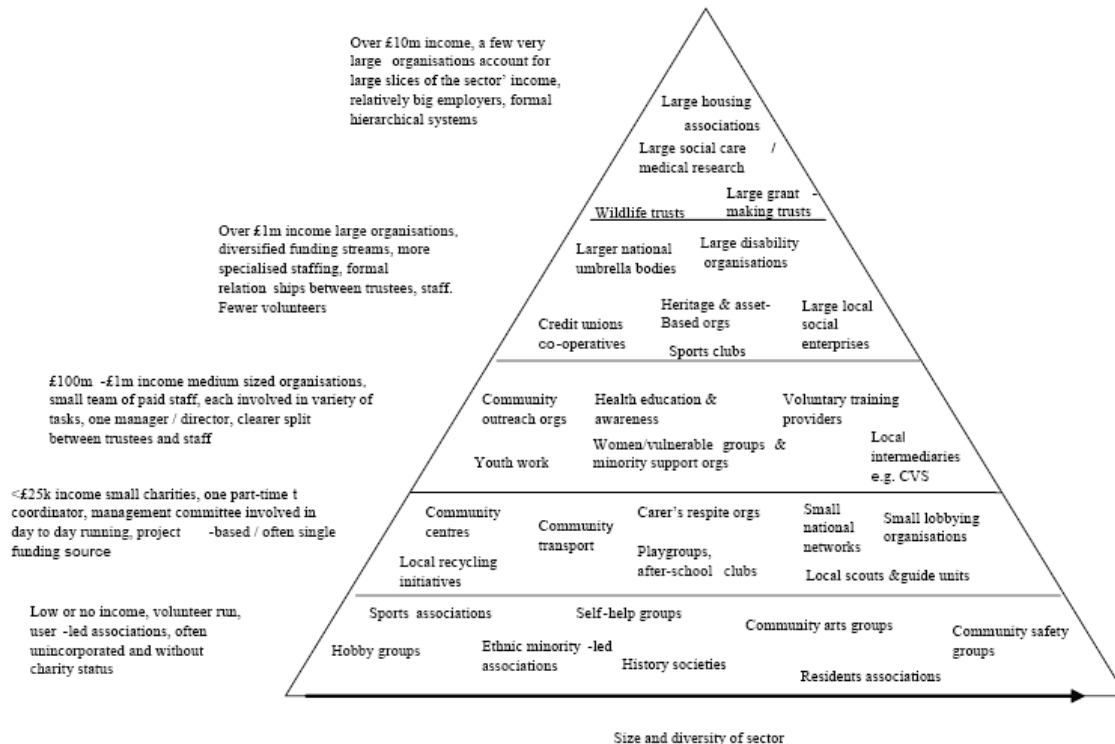 Over £10m income, a few very
large organisations account for
large slices of the sector’ income,
relatively big employers, formal
hierarchical systems
Large housing
associations
Large social care /
medical research
Large grant -
making trusts
Wildlife trusts
Over £1m income large organisations,
diversified funding streams, more
specialised staffing, formal
relation ships between trustees, staff.
Fewer volunteers
Larger national
umbrella bodies
Large disability
organisations
Credit unions
co-operatives
Heritage & asset-
Based orgs
Sports clubs
Large local
social
enterprises
£100m -£1m income medium sized organisations,
small team of paid staff, each involved in variety of
tasks, one manager / director, clearer split
between trustees and staff
Community
outreach orgs
Health education &
awareness
Voluntary training
providers
Youth work
Women/vulnerable groups &
minority support orgs
Local
intermediaries
e.g. CVS
<£25k income small charities, one part-time t
coordinator, management committee involved in
day to day running, project -based / often single
funding source
Community
centres
Community
transport
Carer’s respite orgs
Small
national
networks
Small lobbying
organisations
Local recycling
initiatives
Playgroups,
after-school clubs
Local scouts &guide units
Low or no income, volunteer run,
user -led associations, often
unincorporated and without
charity status
Sports associations
Self-help groups
Community arts groups
Community safety
groups
Hobby groups
Ethnic minority -led
associations
History societies
Residents associations
Size and diversity of sector